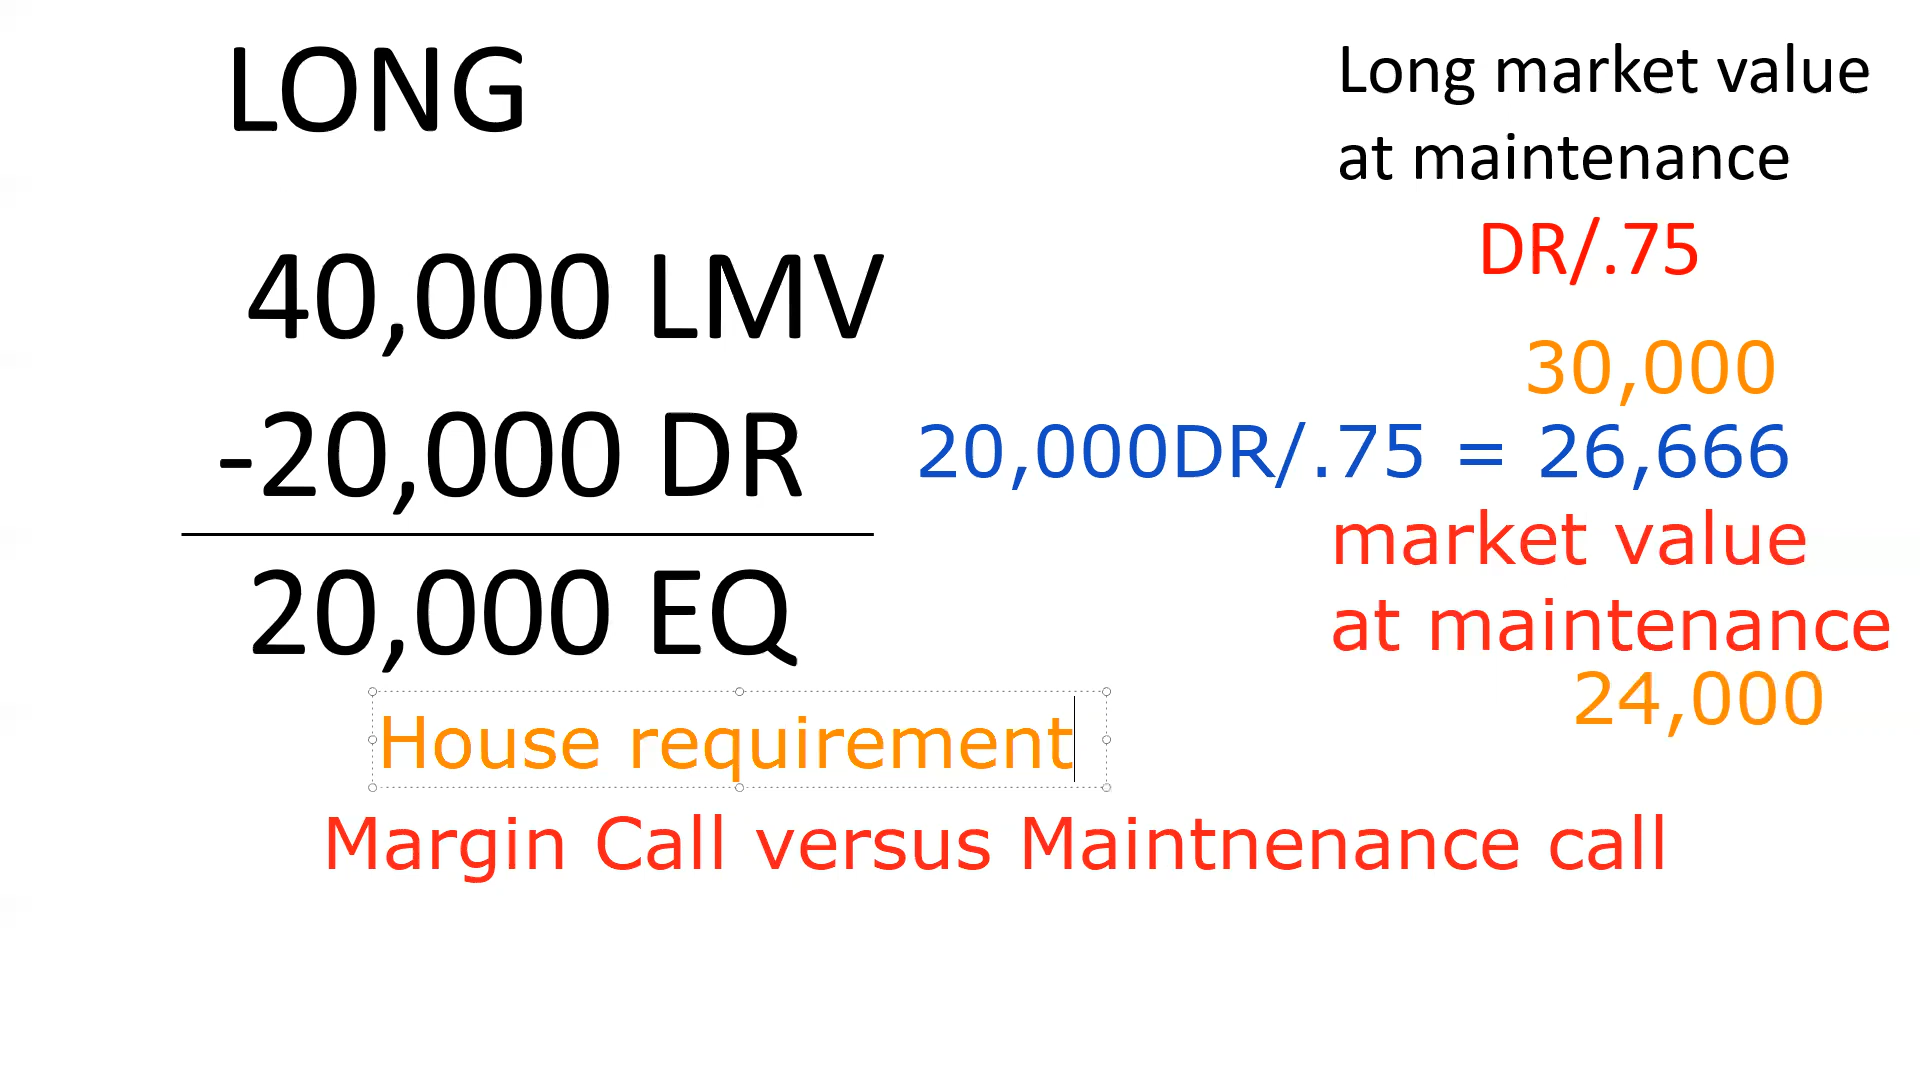 LONG
40,000 LMV
-20,000 DR
20,000 EQ
Long market value
at maintenance
DR/.75
30,000
20,000DR/.75 = 26,666
market value
at maintenance
24,000
House requirement
Margin Call versus Maintnenance call